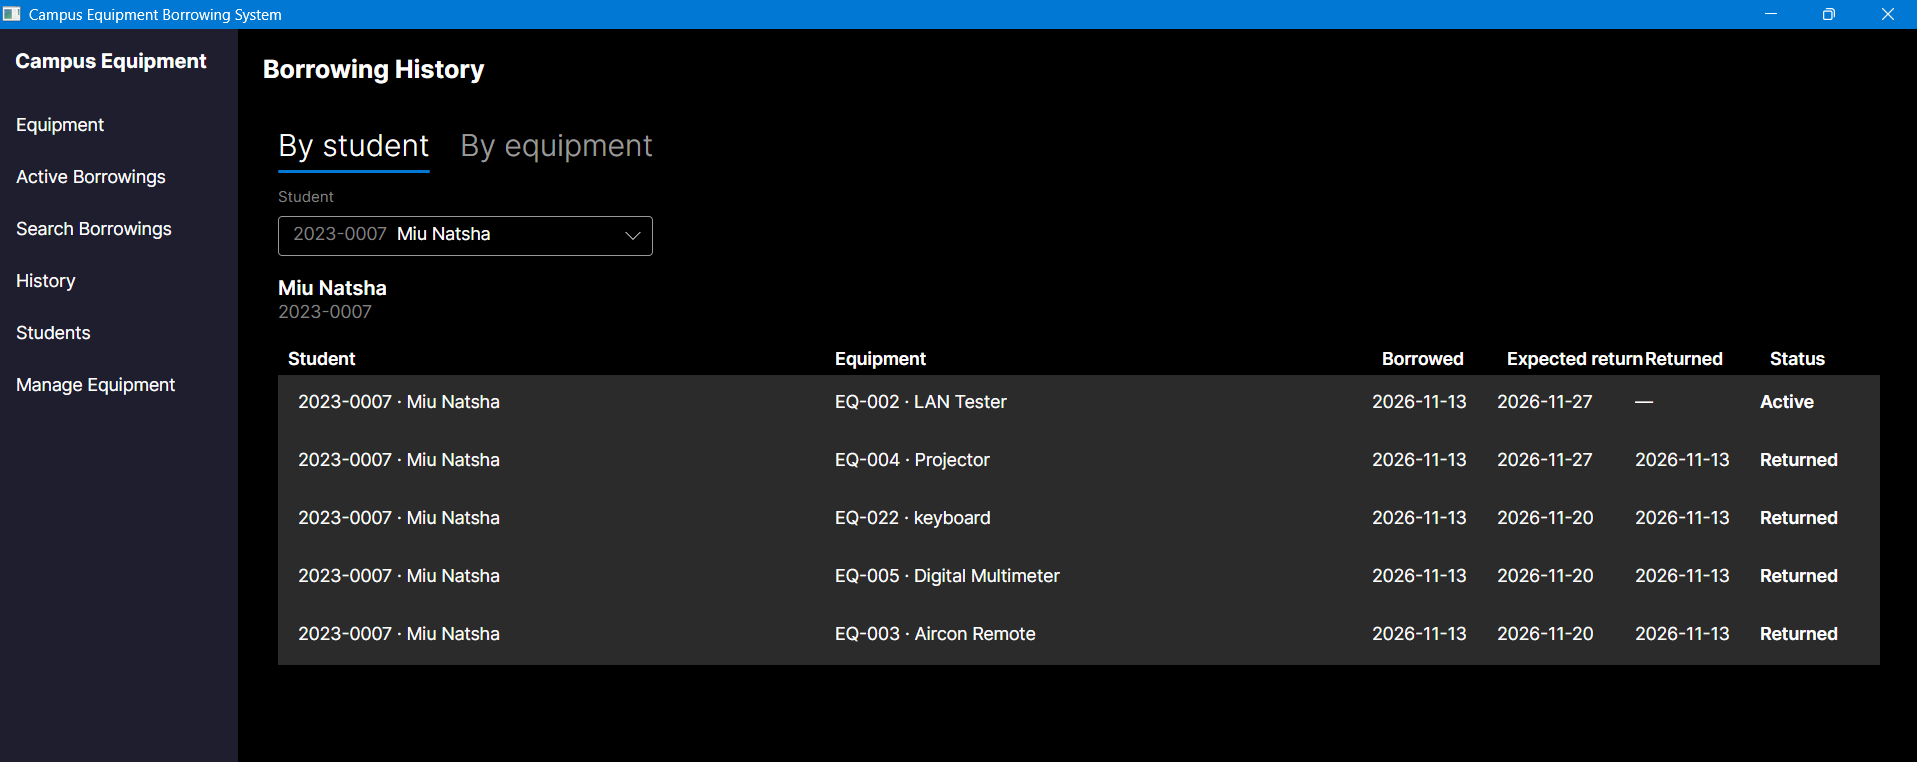 Campus Equipment Borrowing System
Campus Equipment
Equipment
Active Borrowings
Search Borrowings
History
Students
Manage Equipment
Borrowing History
By student By equipment
Student
2023-0007 Miu Natsha
Miu Natsha
2023-0007
Student Equipment Borrowed Expected return Returned Status
2023-0007 · Miu Natsha EQ-002 · LAN Tester 2026-11-13 2026-11-27 — Active
2023-0007 · Miu Natsha EQ-004 · Projector 2026-11-13 2026-11-27 2026-11-13 Returned
2023-0007 · Miu Natsha EQ-022 · keyboard 2026-11-13 2026-11-20 2026-11-13 Returned
2023-0007 · Miu Natsha EQ-005 · Digital Multimeter 2026-11-13 2026-11-20 2026-11-13 Returned
2023-0007 · Miu Natsha EQ-003 · Aircon Remote 2026-11-13 2026-11-20 2026-11-13 Returned